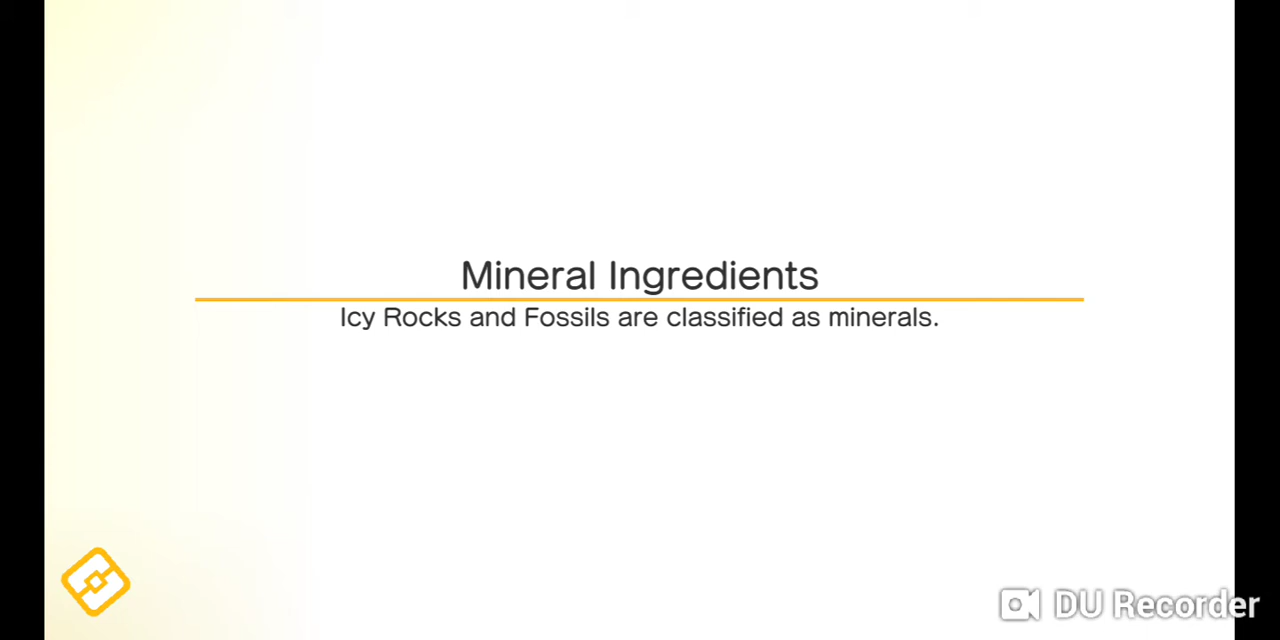 Mineral Ingredients
Icy Rocks and Fossils are classified as minerals.
DU Recorder